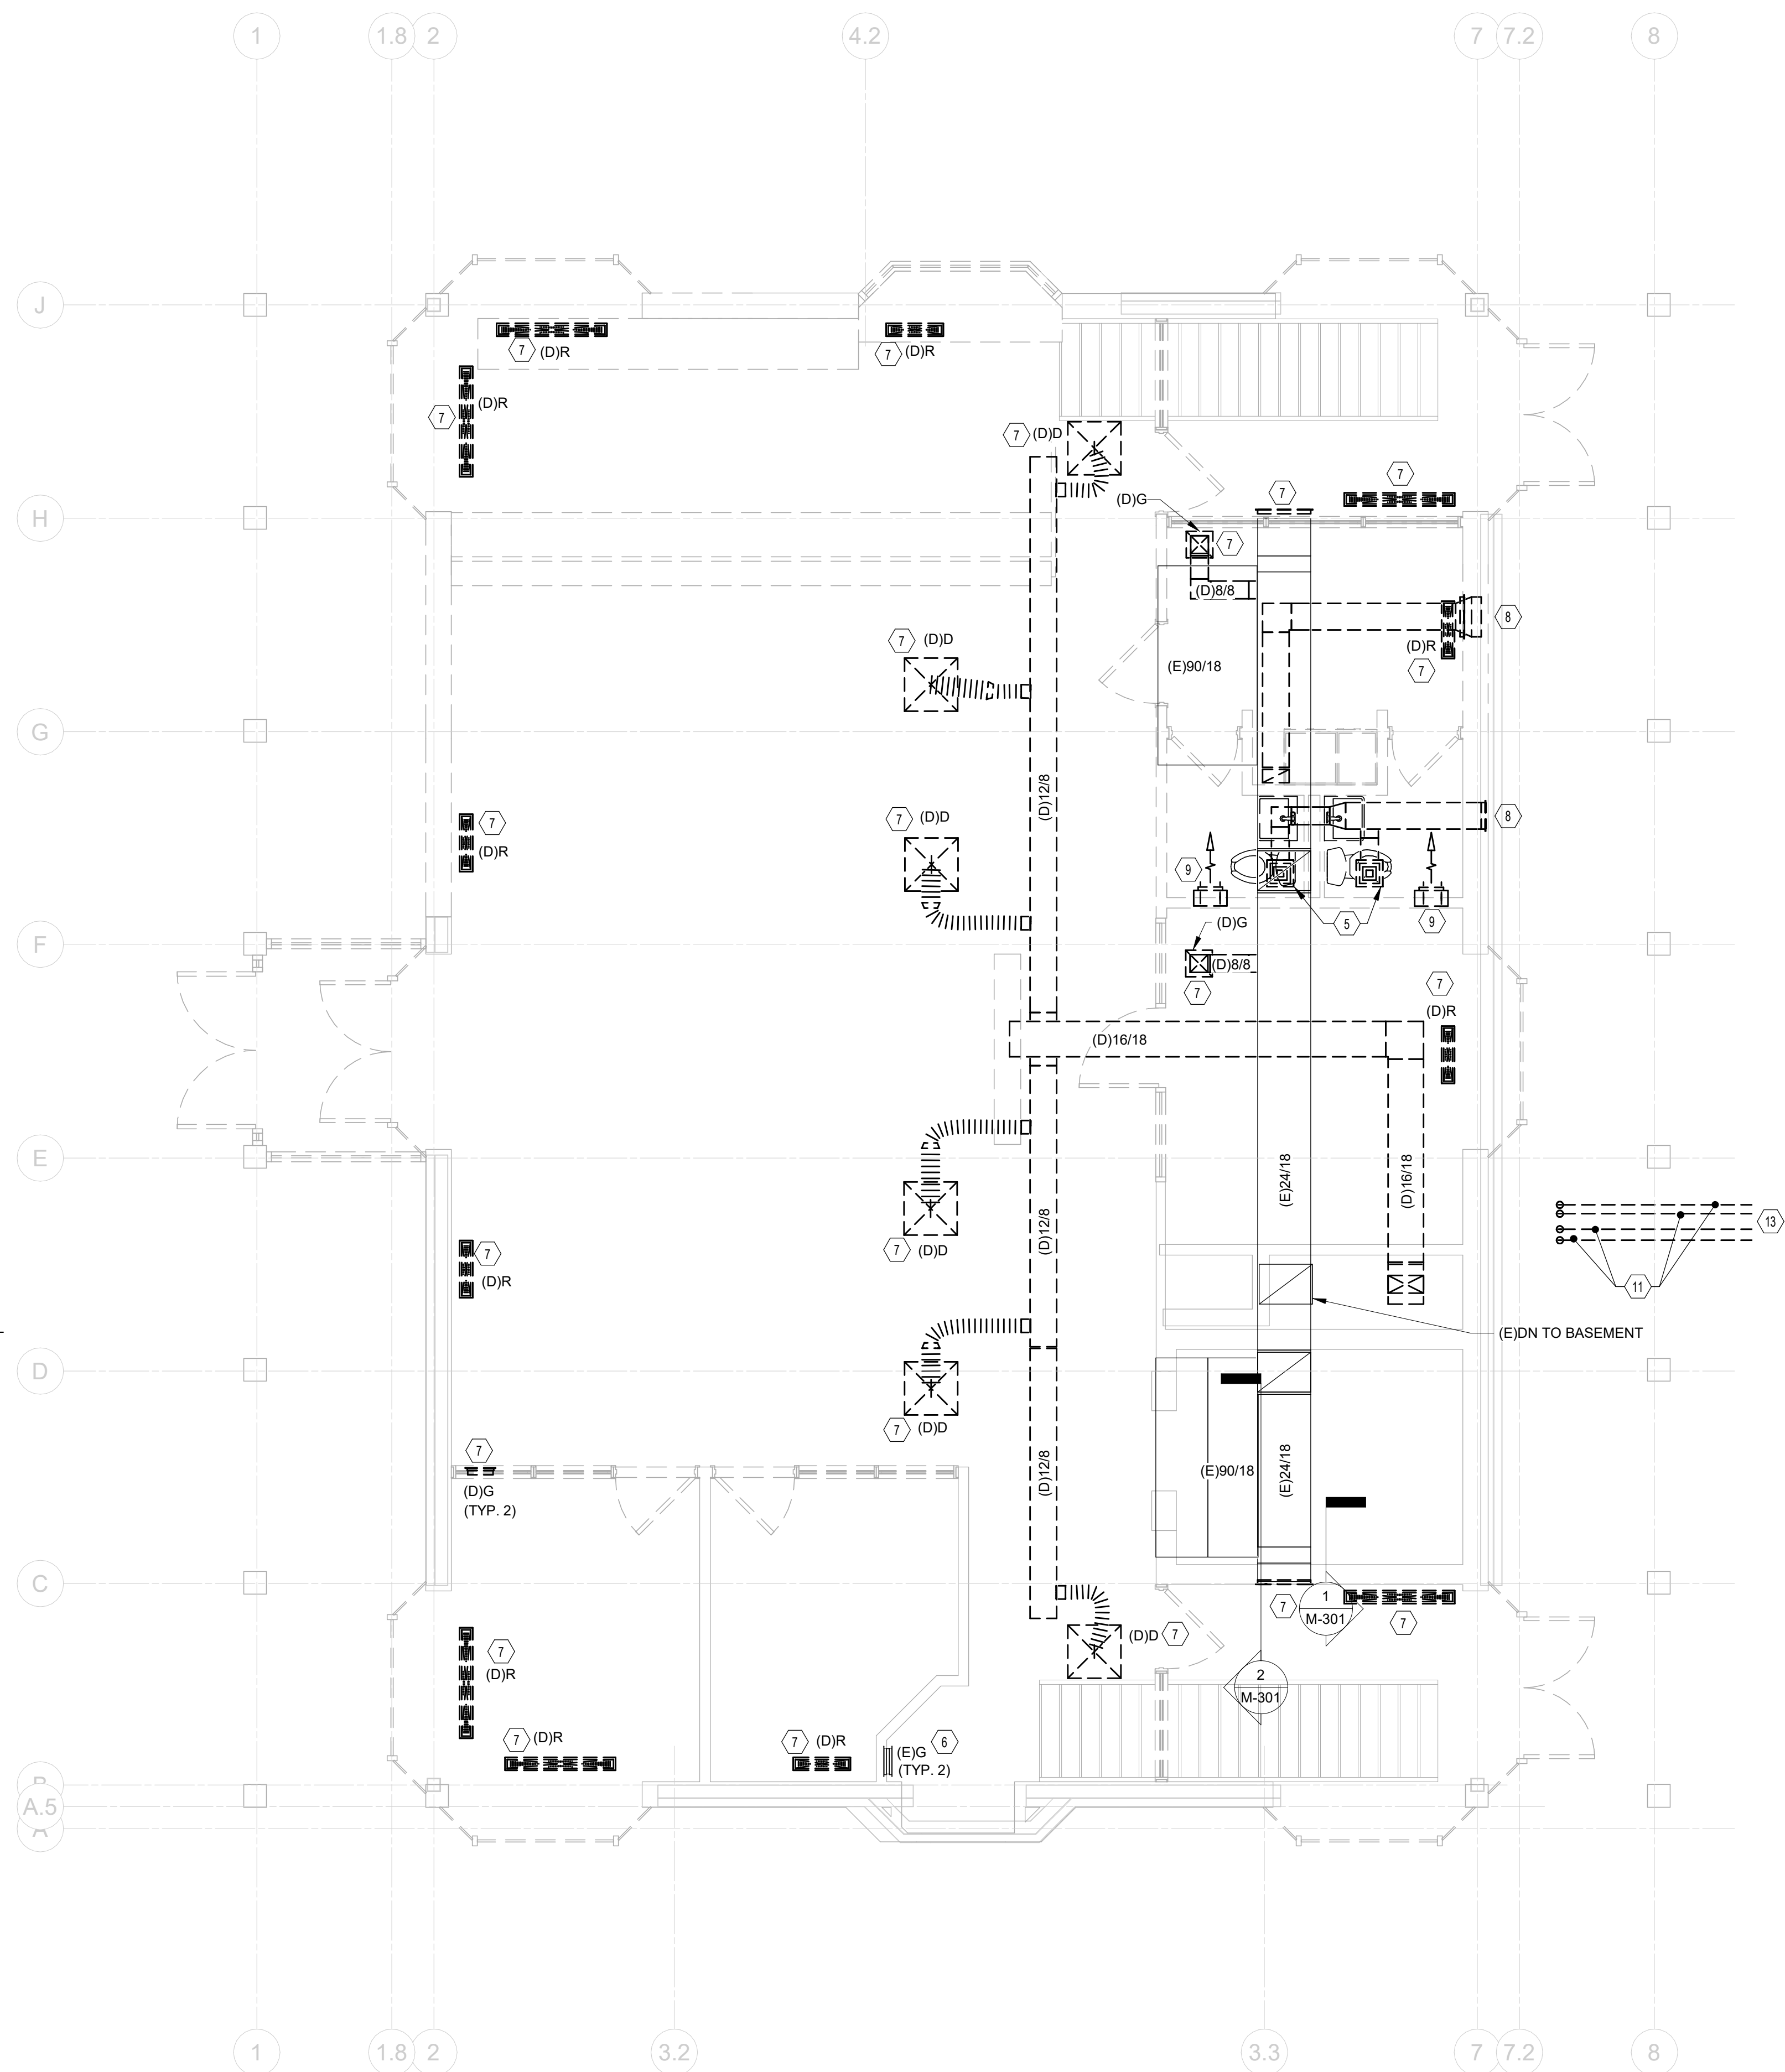 1
1.8
2
4.2
7
7.2
8
J
7
(D)R
7
(D)R
7
(D)R
7
(D)D
7
7
(D)G
H
7
(D)8/8
8
7
(D)D
(D)R
(E)90/18
7
G
(D)12/8
7
(D)D
7
(D)R
8
9
5
9
(D)G
F
(D)8/8
7
7
(D)R
(D)16/18
E
(E)24/18
(D)16/18
(D)12/8
13
7
(D)D
7
(D)R
11
(E)DN TO BASEMENT
D
7
(D)D
7
(D)G
(TYP. 2)
(D)12/8
(E)90/18
(E)24/18
C
7
1
M-301
7
(D)D
7
7
(D)R
2
M-301
7
(D)R
7
(D)R
(E)G
(TYP. 2)
6
B
A.5
A
1
1.8
2
3.2
3.3
7
7.2
8